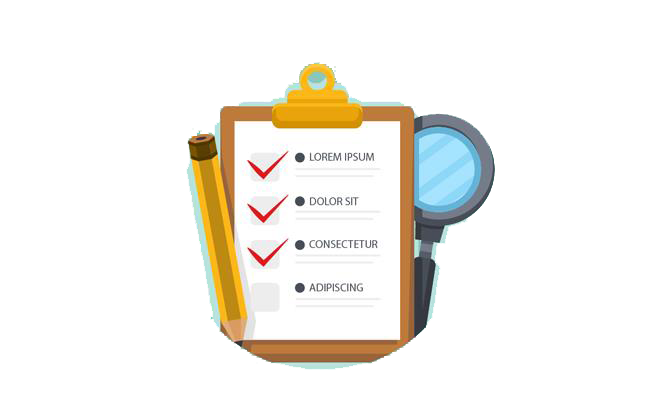 LOREM IPSUM
DOLOR SIT
CONSECTETUR
ADIPISCING